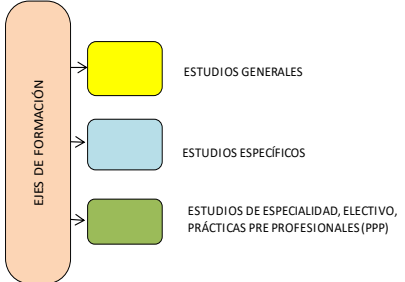 EJES DE FORMACIÓN
ESTUDIOS GENERALES
ESTUDIOS ESPECÍFICOS
ESTUDIOS DE ESPECIALIDAD, ELECTIVO,
PRÁCTICAS PRE PROFESIONALES (PPP)